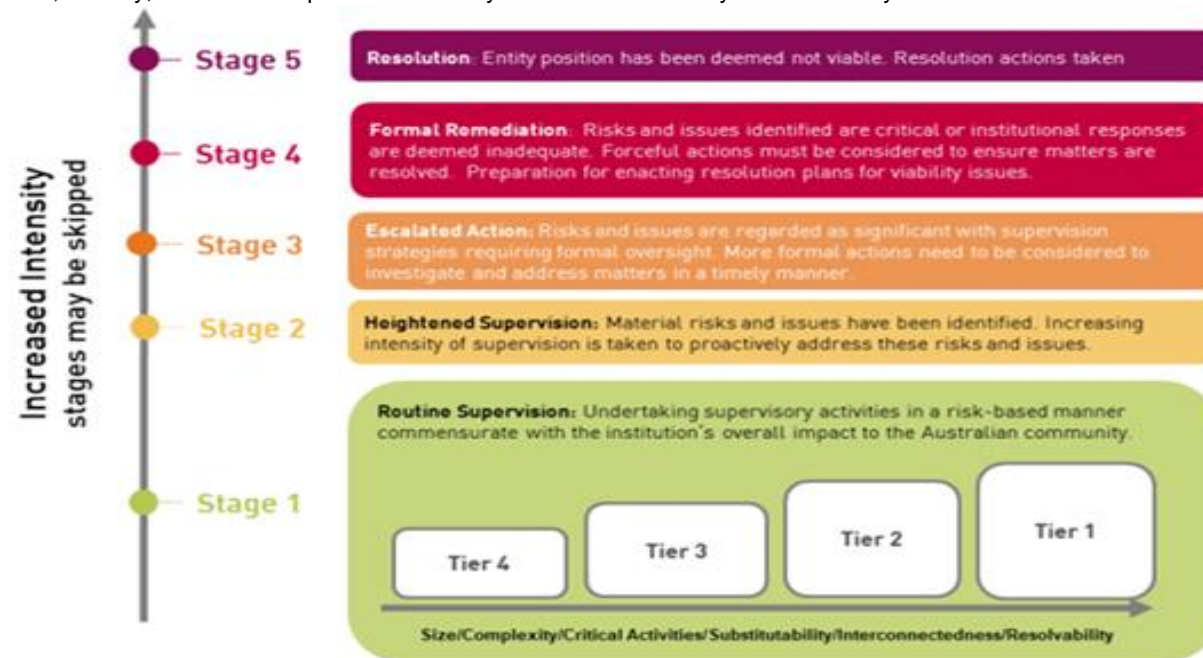 Stage 5
Resolution: Entity position has been deemed not viable. Resolution actions taken
Stage 4
Formal Remediation: Risks and issues identified are critical or institutional responses
are deemed inadequate. Forceful actions must be considered to ensure matters are
resolved. Preparation for enacting resolution plans for viability issues.
Increased Intensity
stages may be skipped
Stage 3
Escalated Action: Risks and issues are regarded as significant with supervision
strategies requiring formal oversight. More formal actions need to be considered to
investigate and address matters in a timely manner.
Stage 2
Heightened Supervision: Material risks and issues have been identified. Increasing
intensity of supervision is taken to proactively address these risks and issues.
Stage 1
Routine Supervision: Undertaking supervisory activities in a risk-based manner
commensurate with the institution's overall impact to the Australian community.
Tier 4
Tier 3
Tier 2
Tier 1
Size/Complexity/Critical Activities/Substitutability/Interconnectedness/Resolvability